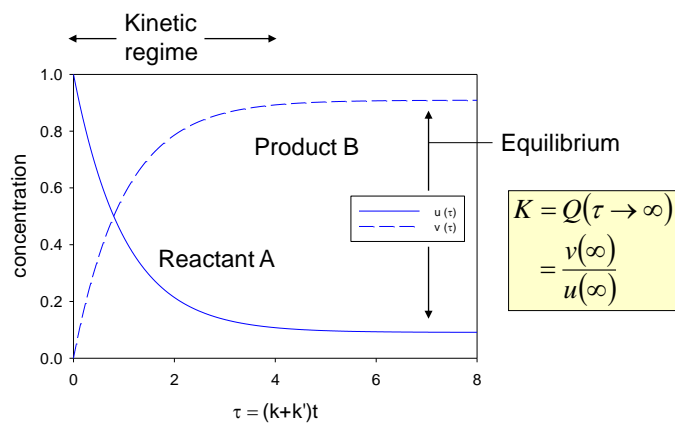 Kinetic
regime
1.0
0.8
0.6
0.4
0.2
0.0
concentration
Product B
Equilibrium
u (τ)
v (τ)
Reactant A
0 2 4 6 8
τ = (k+k')t
K = Q(τ → ∞)
= v(∞)
u(∞)